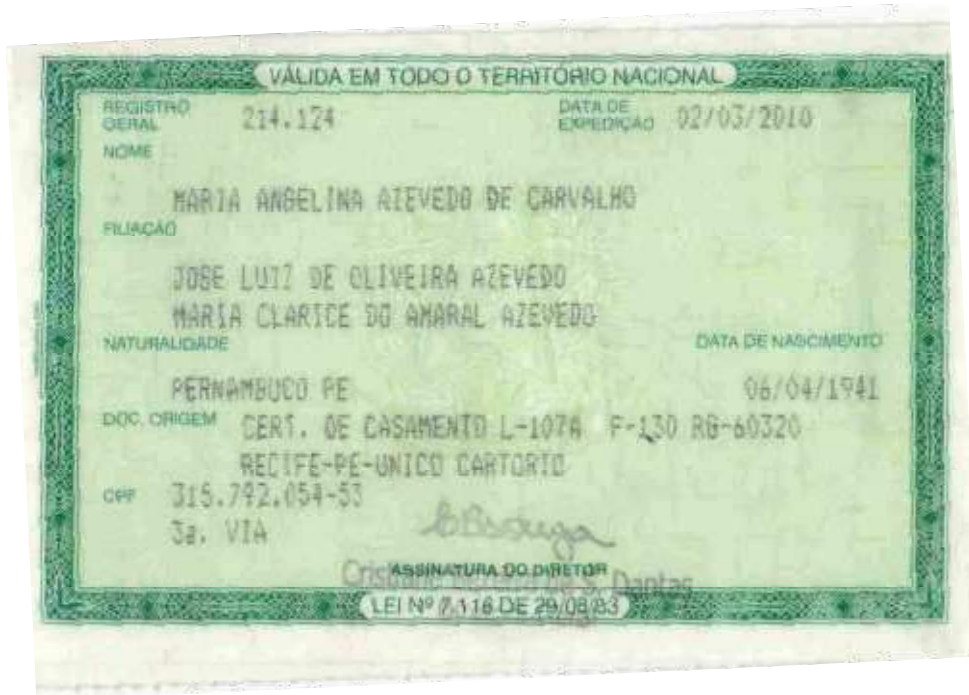 VÁLIDA EM TODO O TERRITÓRIO NACIONAL
REGISTRO GERAL 214.124 DATA DE EXPEDIÇÃO 02/03/2010
NOME
MARIA ANGELINA AZEVEDO DE CARVALHO
FILIAÇÃO
JOSE LUIZ DE OLIVEIRA AZEVEDO
MARIA CLARICE DO AMARAL AZEVEDO
NATURALIDADE DATA DE NASCIMENTO
PERNAMBUCO PE 06/04/1941
DOC. ORIGEM CERT. DE CASAMENTO L-107A F-130 RG-60320
RECIFE-PE-UNICO CARTORIO
CPF 315.792.054-53
3a. VIA
ASSINATURA DO DIRETOR
S. Dantas
LEI Nº 7.116 DE 29/08/83